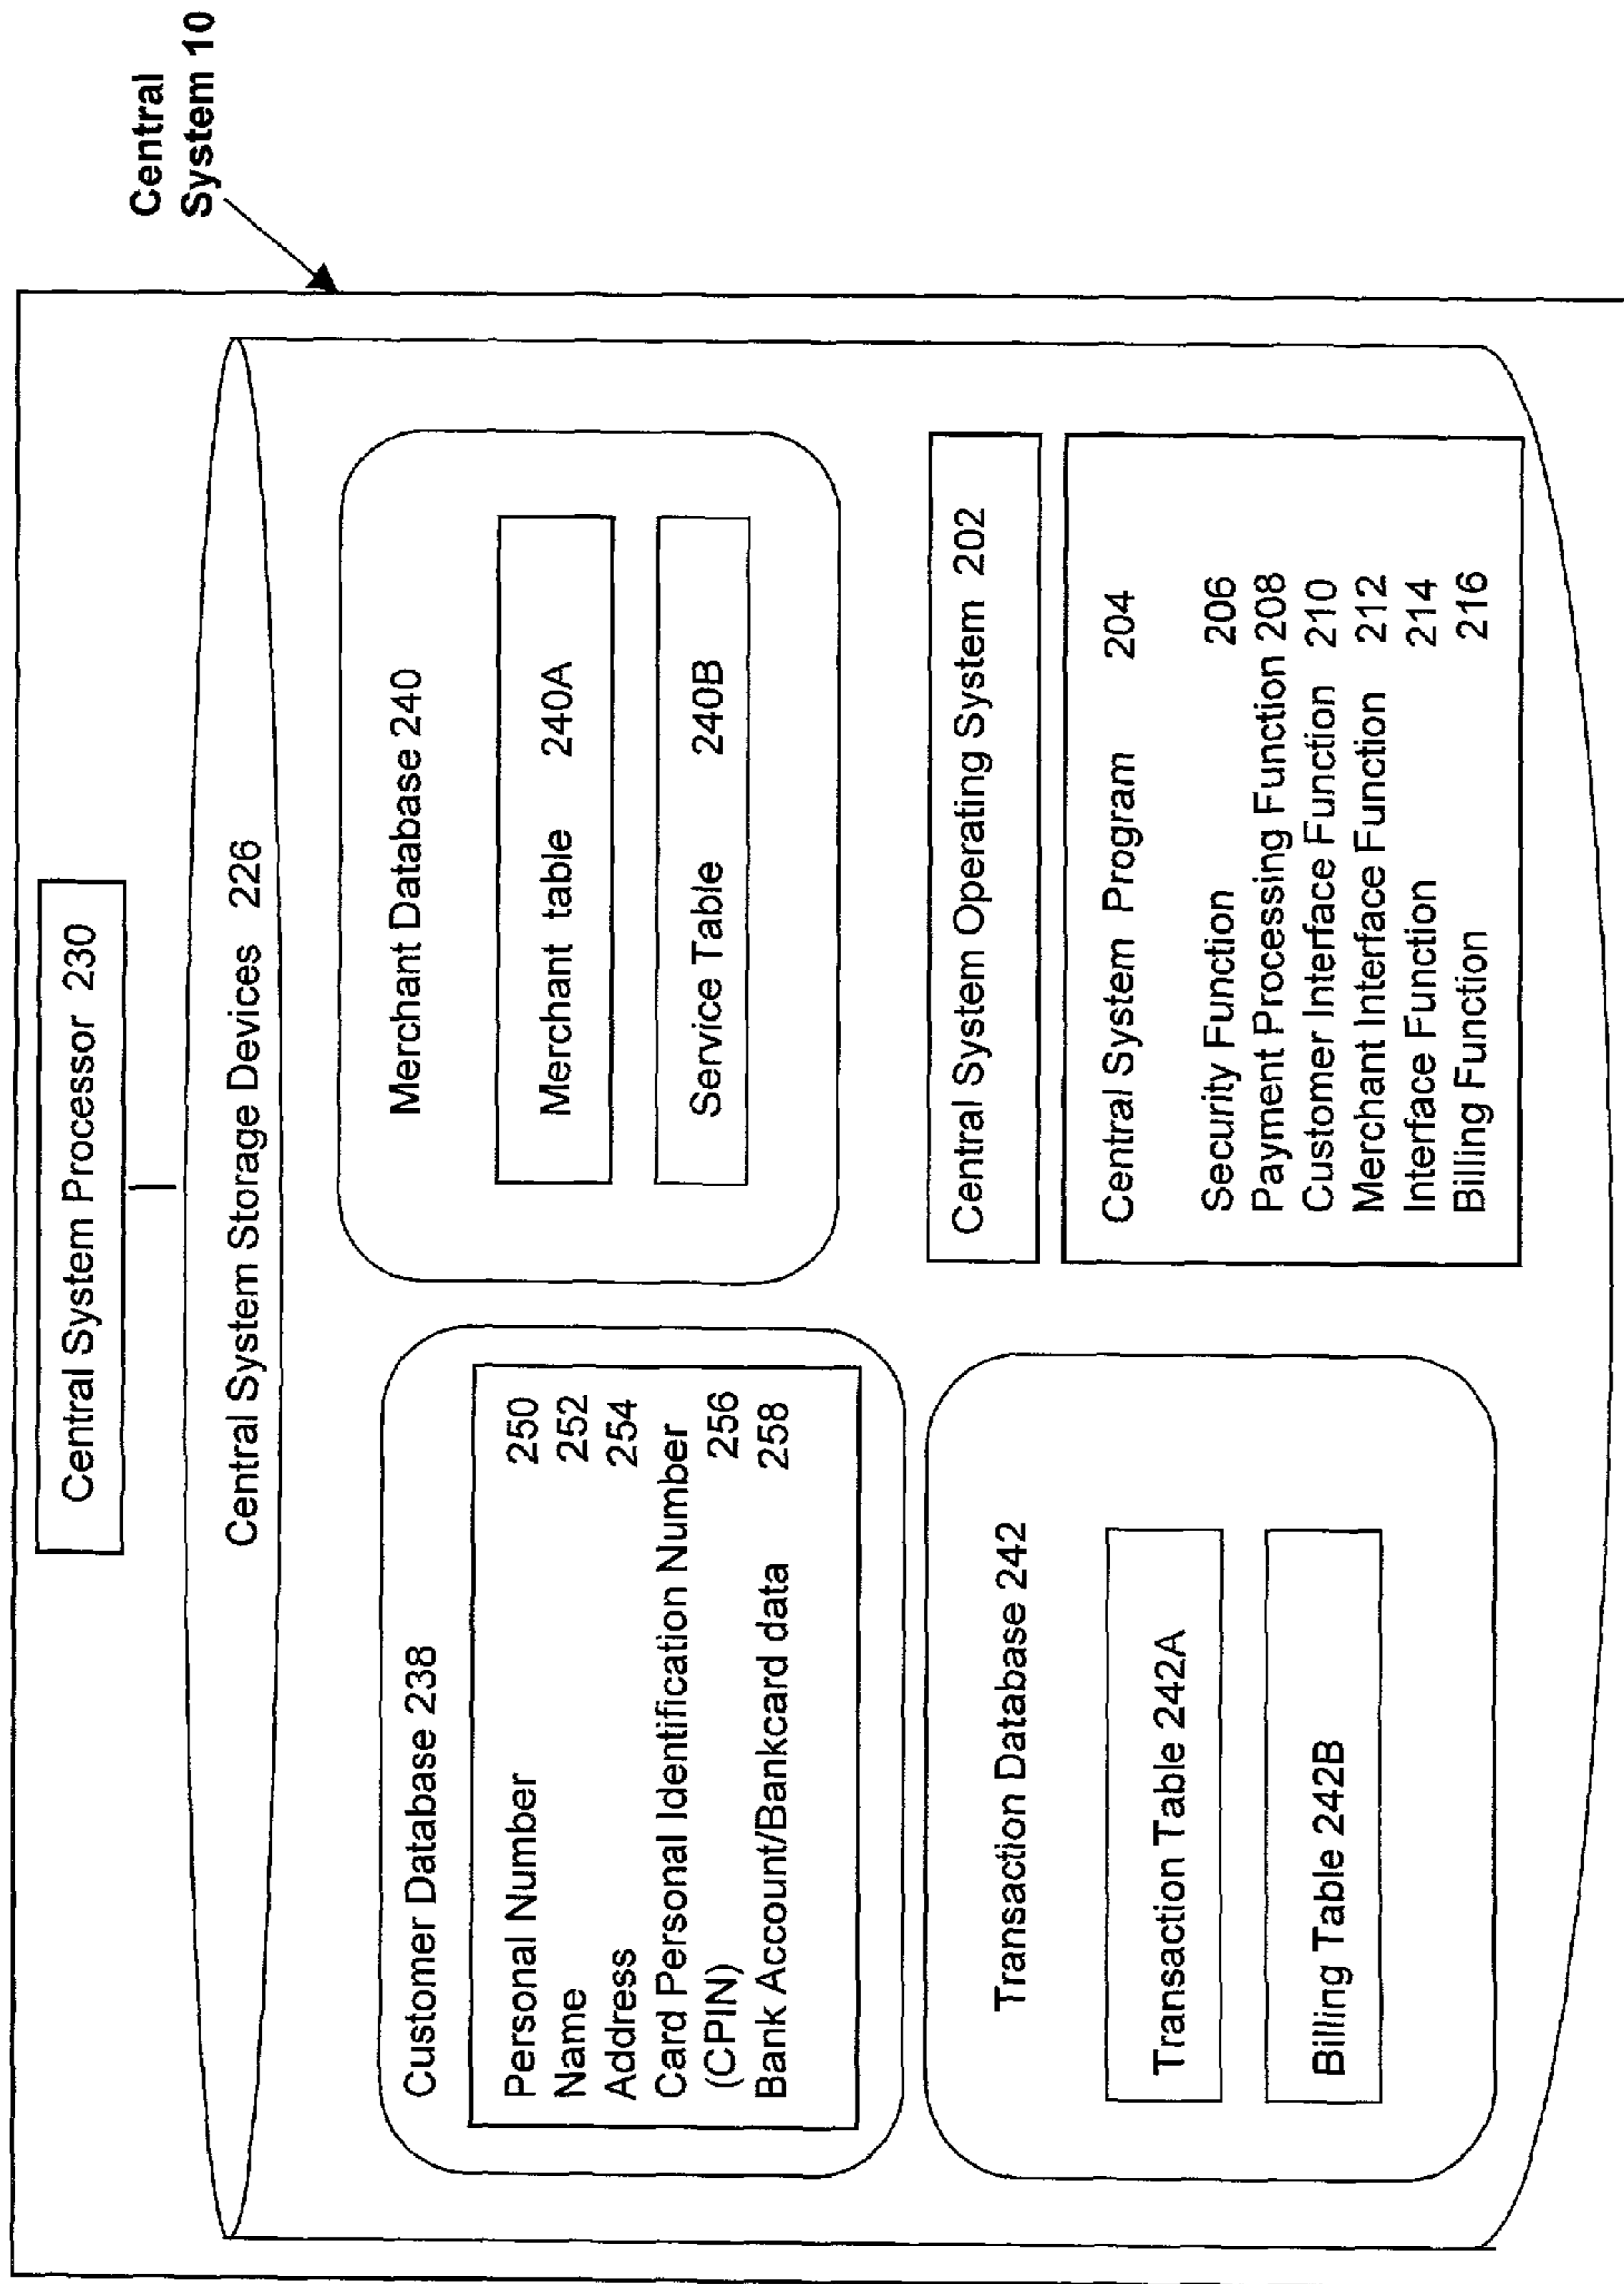 Central
System 10
Central System Processor 230
Central System Storage Devices 226
Customer Database 238
Personal Number 250
Name 252
Address 254
Card Personal Identification Number
(CPIN) 256
Bank Account/Bankcard data 258
Merchant Database 240
Merchant table 240A
Service Table 240B
Transaction Database 242
Transaction Table 242A
Billing Table 242B
Central System Operating System 202
Central System Program 204
Security Function 206
Payment Processing Function 208
Customer Interface Function 210
Merchant Interface Function 212
Interface Function 214
Billing Function 216